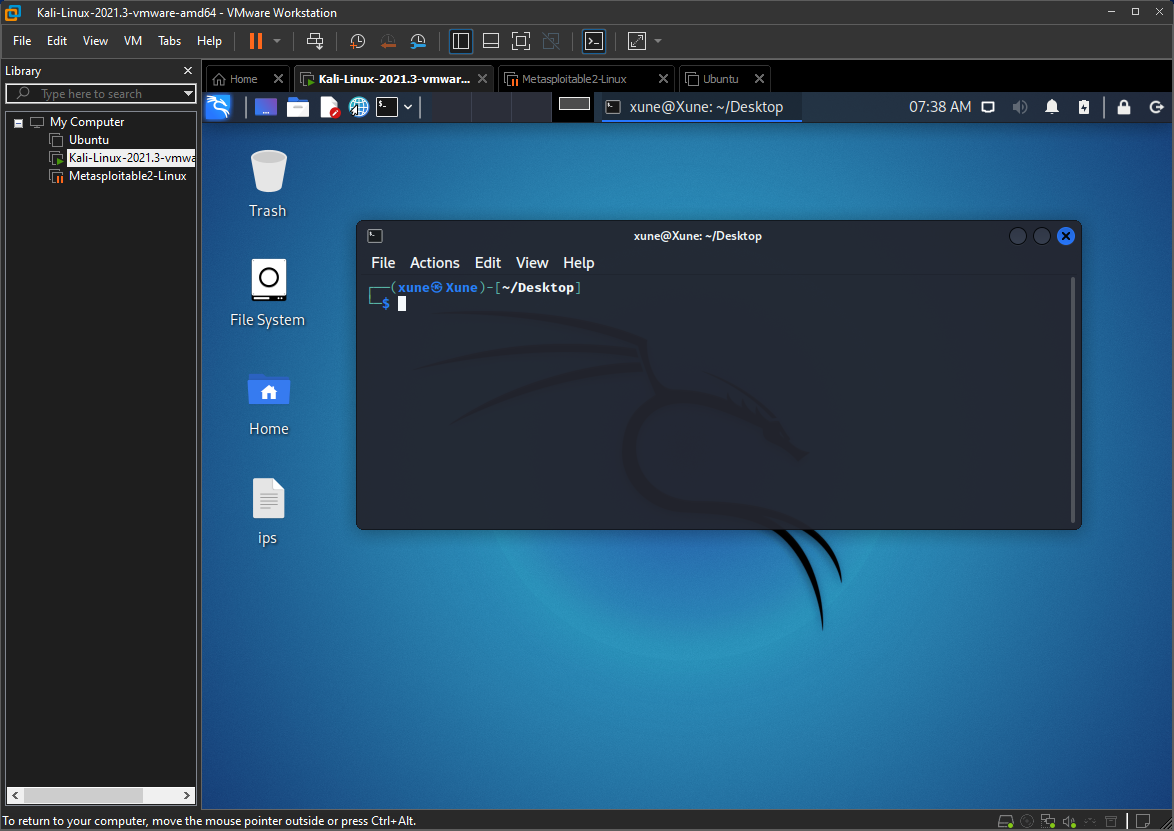 Kali-Linux-2021.3-vmware-amd64 - VMware Workstation
File Edit View VM Tabs Help
Library
Type here to search
My Computer
Ubuntu
Kali-Linux-2021.3-vmwa
Metasploitable2-Linux
Home
Kali-Linux-2021.3-vmwar...
Metasploitable2-Linux
Ubuntu
xune@Xune: ~/Desktop
07:38 AM
Trash
File System
Home
ips
xune@Xune: ~/Desktop
File Actions Edit View Help
┌──(xune㉿Xune)-[~/Desktop]
└─$
To return to your computer, move the mouse pointer outside or press Ctrl+Alt.